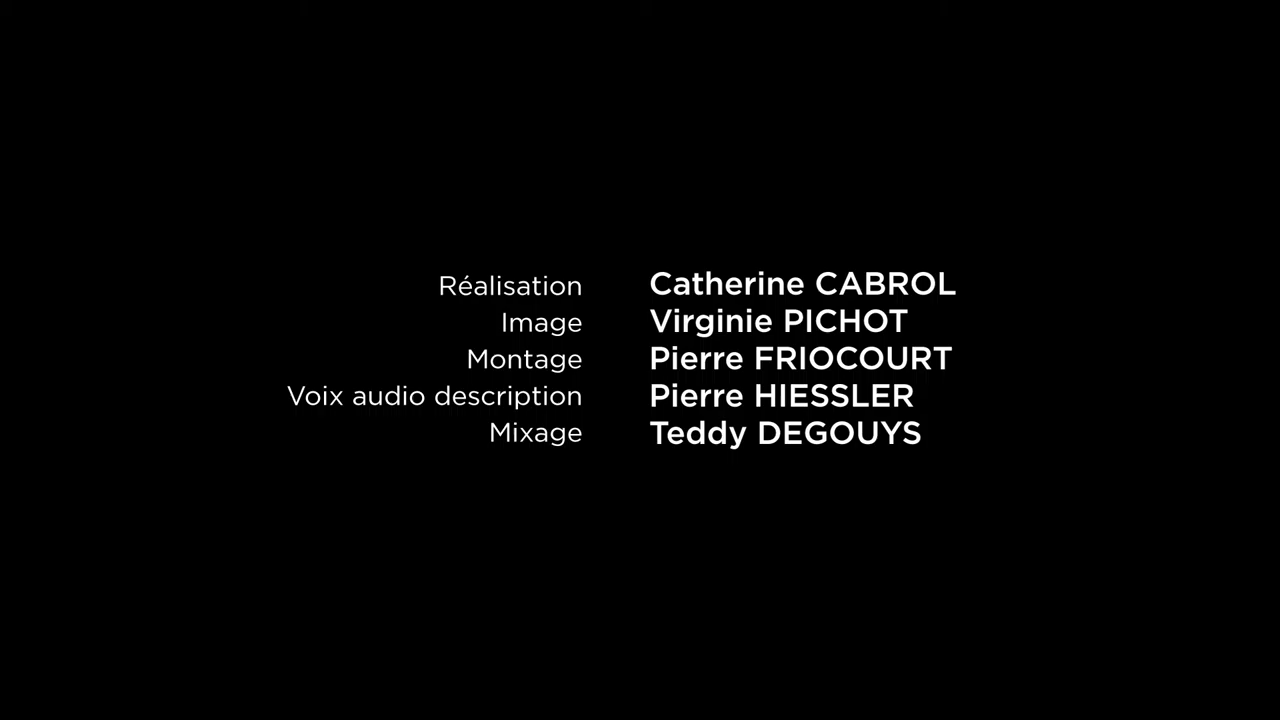 Réalisation Catherine CABROL
Image Virginie PICHOT
Montage Pierre FRIOCOURT
Voix audio description Pierre HIESSLER
Mixage Teddy DEGOUYS